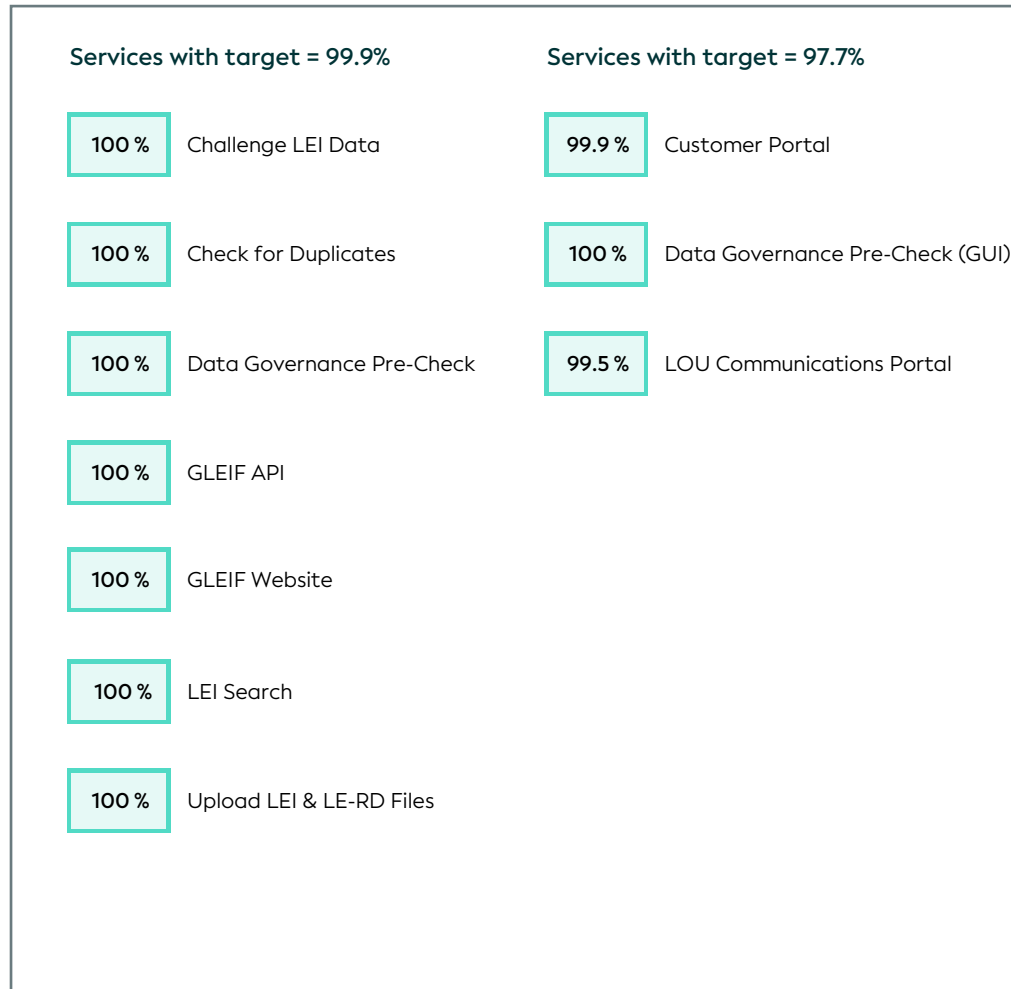 Services with target = 99.9%
100 % Challenge LEI Data
100 % Check for Duplicates
100 % Data Governance Pre-Check
100 % GLEIF API
100 % GLEIF Website
100 % LEI Search
100 % Upload LEI & LE-RD Files
Services with target = 97.7%
99.9 % Customer Portal
100 % Data Governance Pre-Check (GUI)
99.5 % LOU Communications Portal